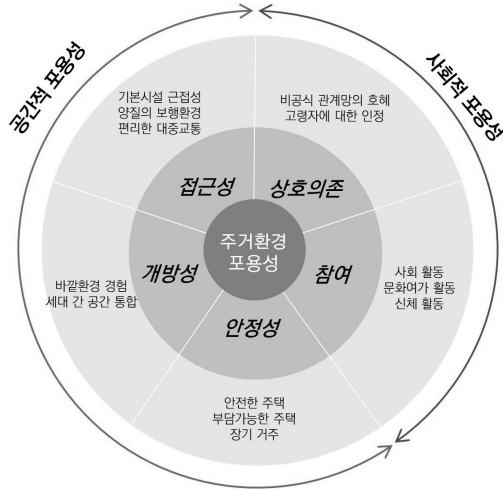 공간적 포용성
사회적 포용성
기본시설 근접성
양질의 보행환경
편리한 대중교통
비공식 관계망의 호혜
고령자에 대한 인정
접근성
상호의존
주거환경
포용성
개방성
참여
안정성
바깥환경 경험
세대 간 공간 통합
사회 활동
문화여가 활동
신체 활동
안전한 주택
부담가능한 주택
장기 거주